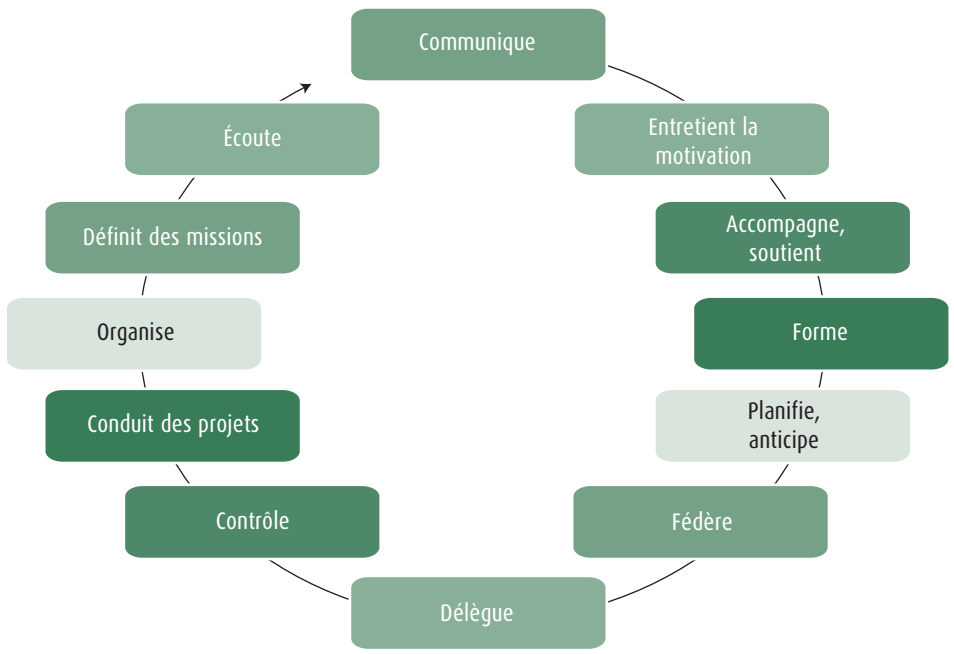 Communique
Entretient la
motivation
Accompagne,
soutient
Forme
Planifie,
anticipe
Fédère
Délègue
Contrôle
Conduit des projets
Organise
Définit des missions
Écoute